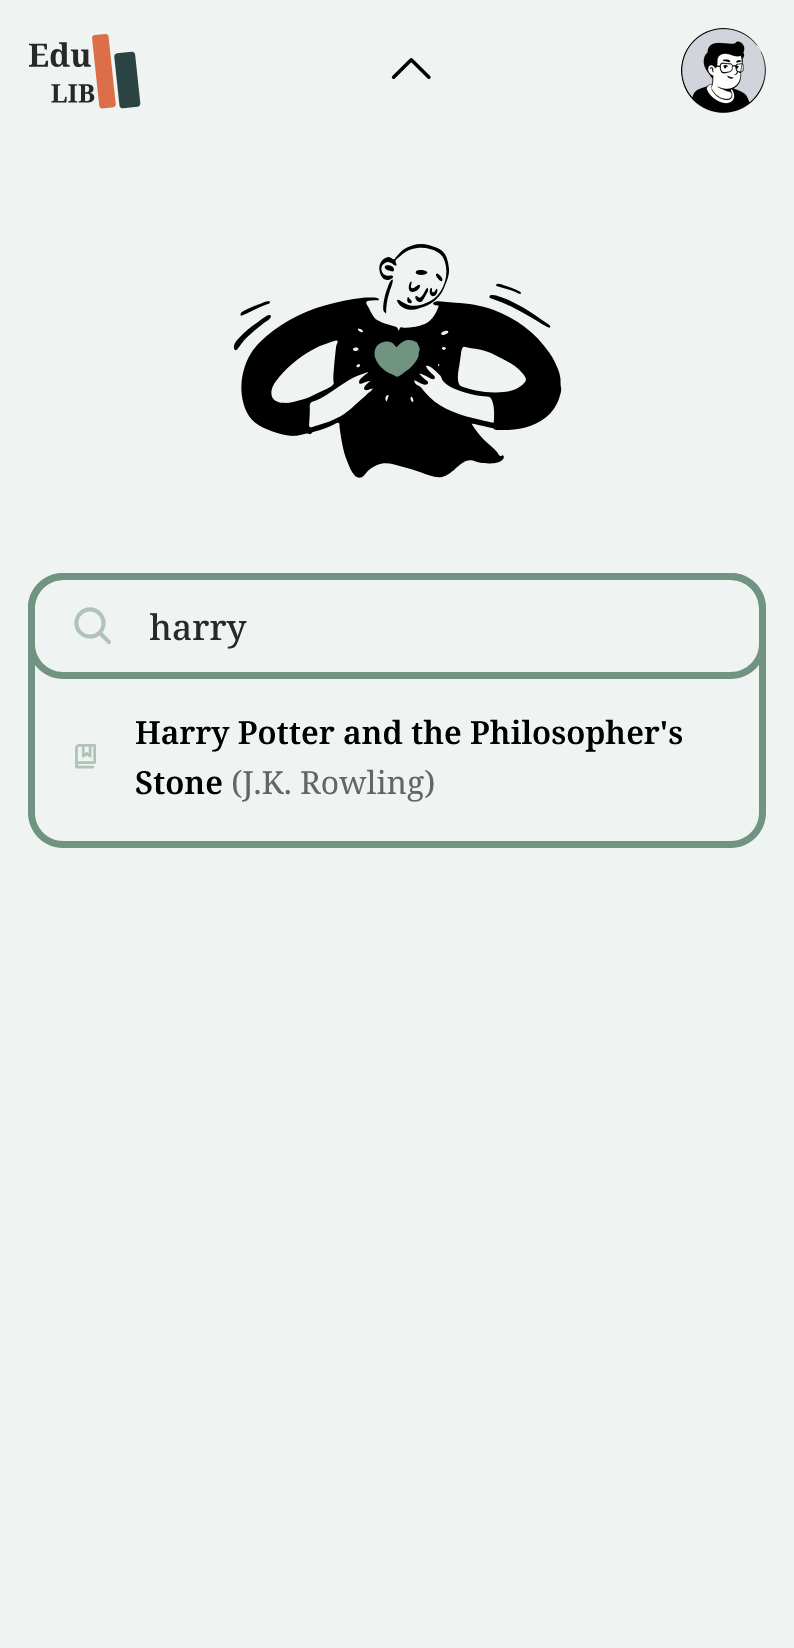 Edu
LIB
harry
Harry Potter and the Philosopher's
Stone (J.K. Rowling)